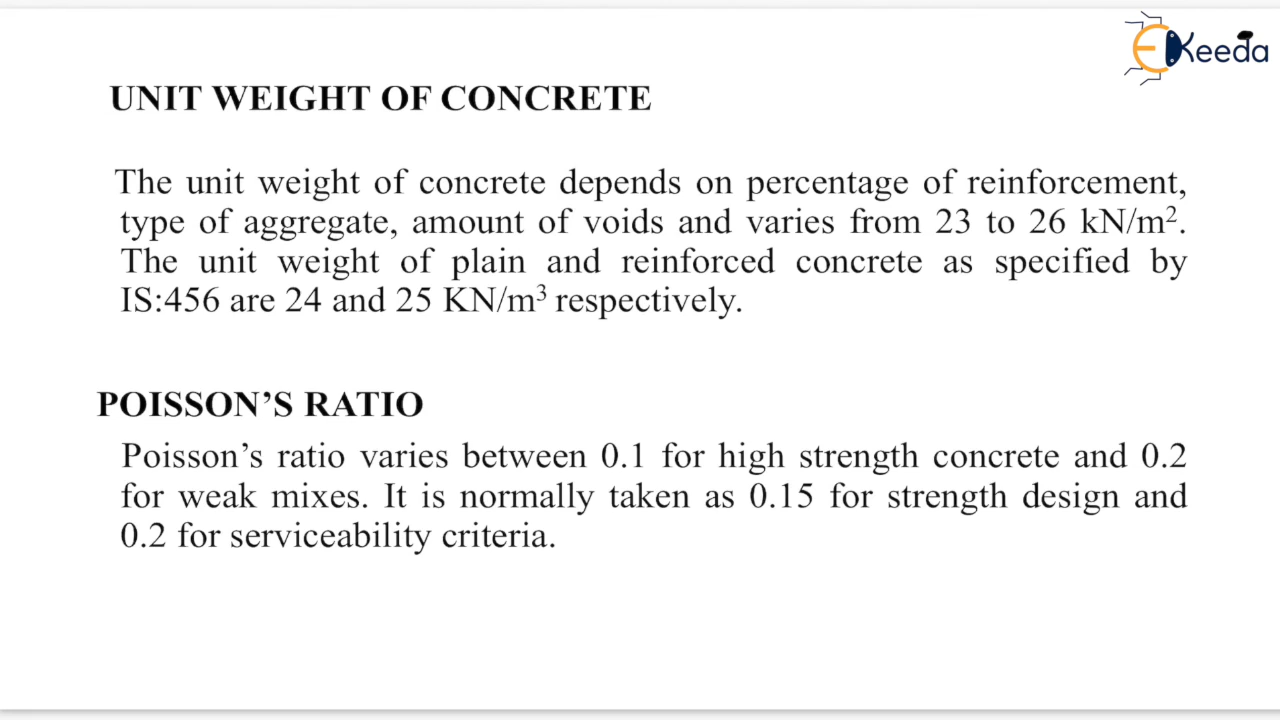 EKeeda
UNIT WEIGHT OF CONCRETE
The unit weight of concrete depends on percentage of reinforcement,
type of aggregate, amount of voids and varies from 23 to 26 kN/m².
The unit weight of plain and reinforced concrete as specified by
IS:456 are 24 and 25 KN/m³ respectively.
POISSON’S RATIO
Poisson’s ratio varies between 0.1 for high strength concrete and 0.2
for weak mixes. It is normally taken as 0.15 for strength design and
0.2 for serviceability criteria.